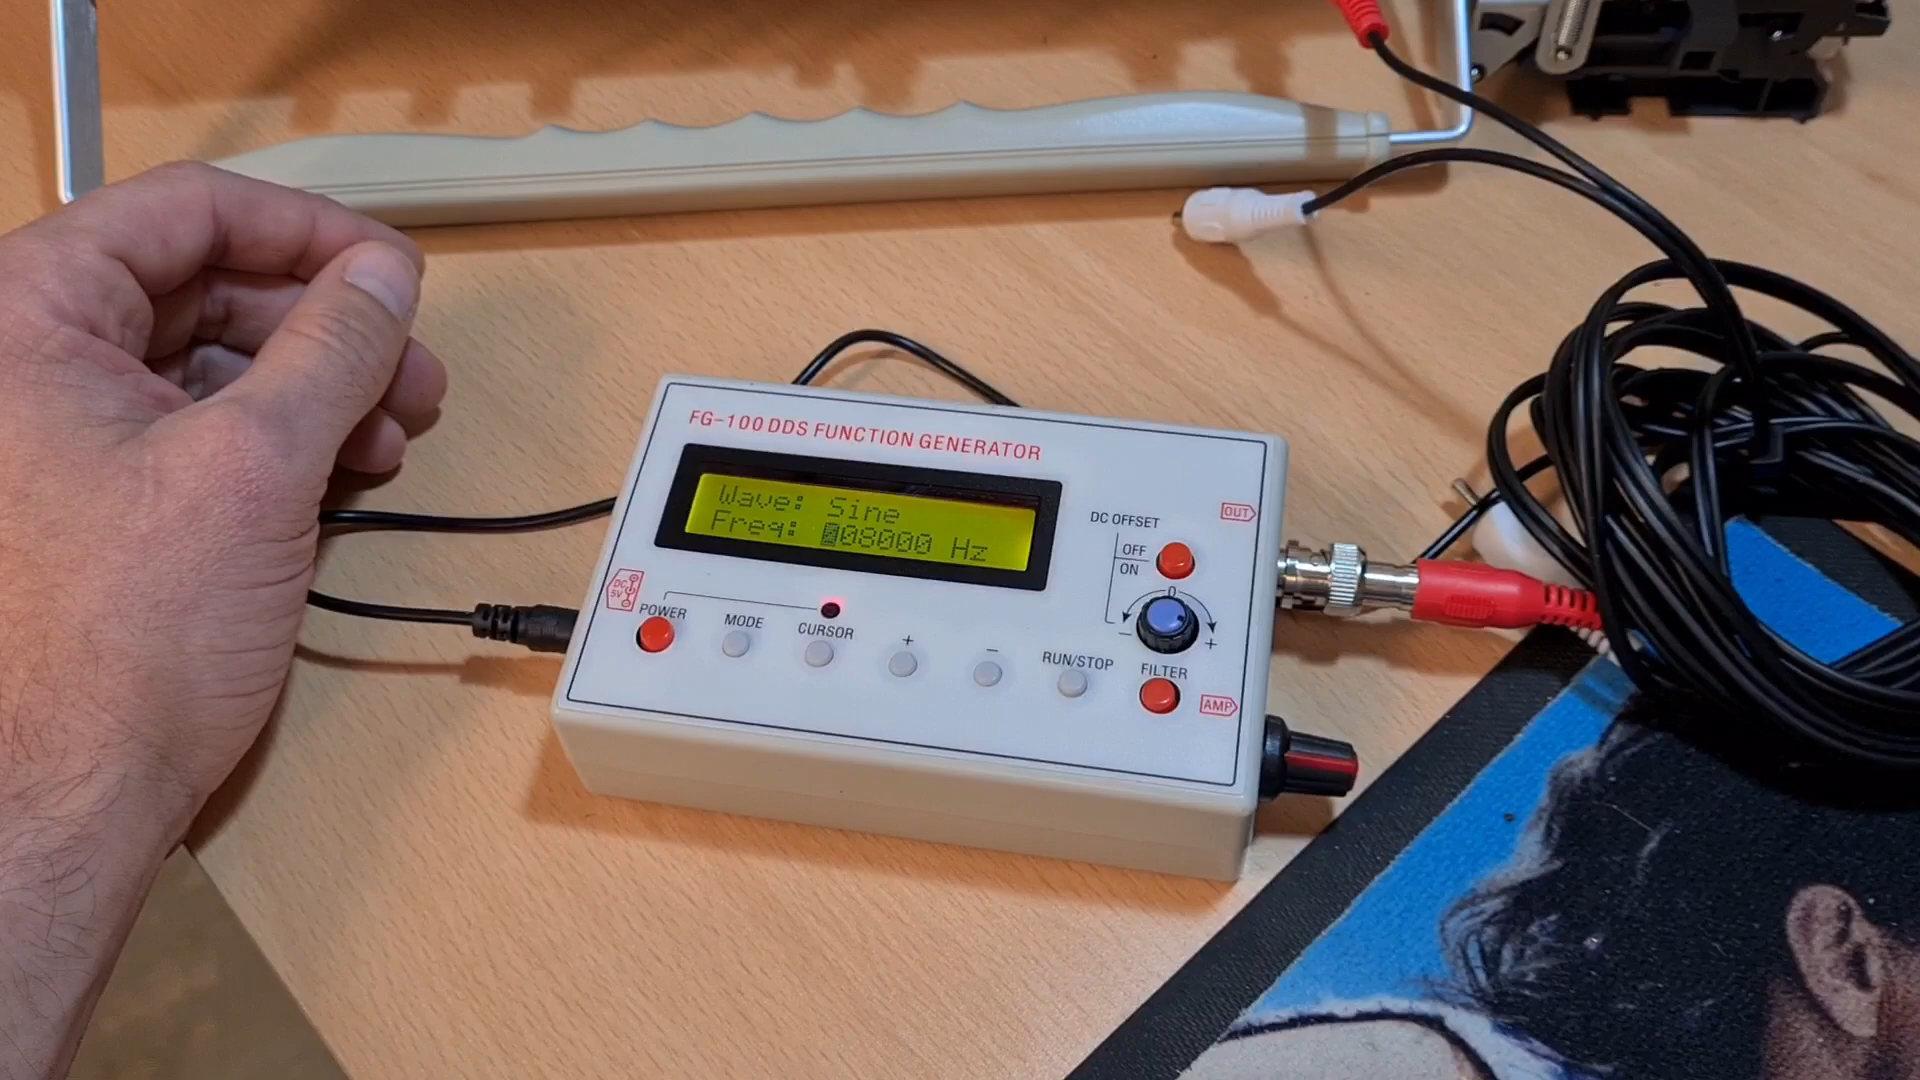 FG-100 DDS FUNCTION GENERATOR
Wave: Sine
Freq: 008000 Hz
DC OFFSET
OUT
OFF
ON
0
- +
DC
5V
POWER
MODE
CURSOR
+
-
RUN/STOP
FILTER
AMP